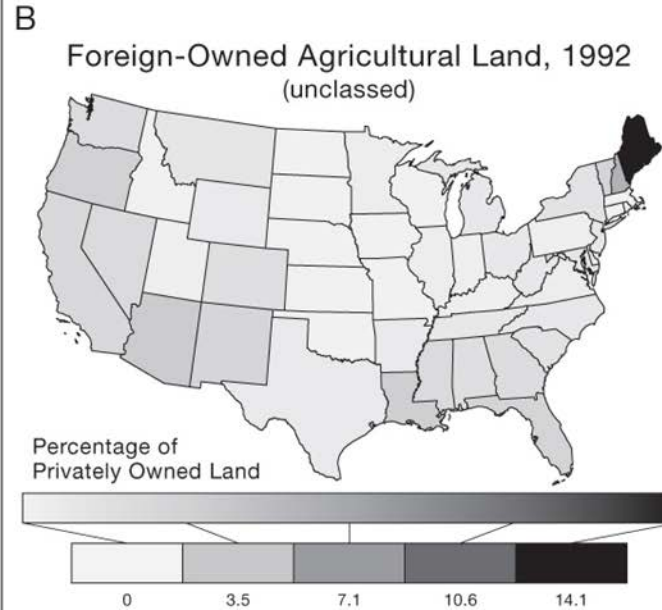 B
Foreign-Owned Agricultural Land, 1992
(unclassed)
Percentage of
Privately Owned Land
0 3.5 7.1 10.6 14.1